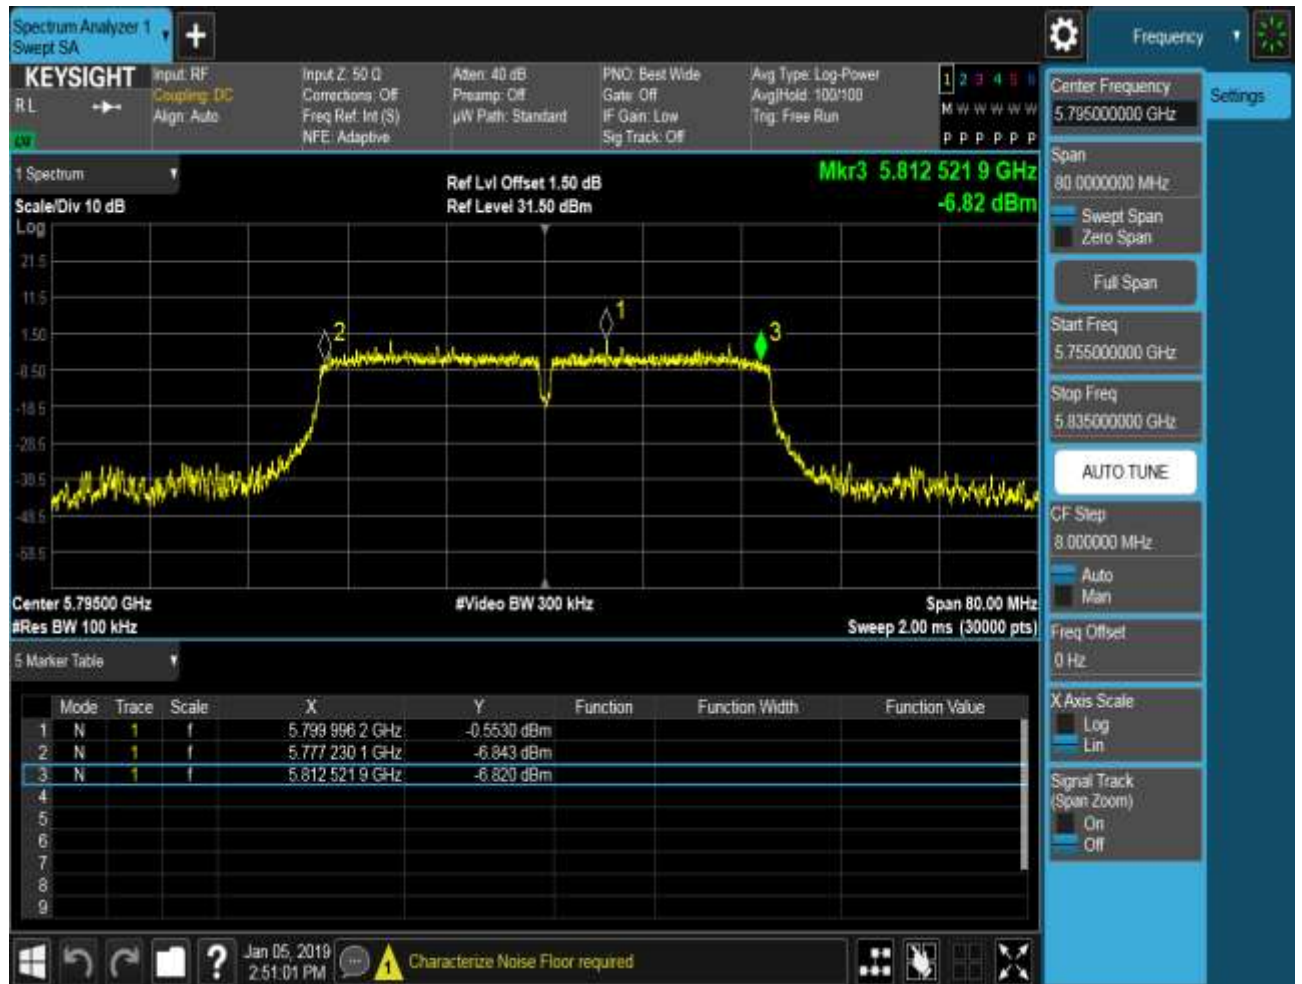 Spectrum Analyzer 1
Swept SA
+
Frequency
KEYSIGHT
RL
Input: RF
Coupling: DC
Align: Auto
Input Z: 50 Ω
Corrections: Off
Freq Ref: Int (S)
NFE: Adaptive
Atten: 40 dB
Preamp: Off
µW Path: Standard
PNO: Best Wide
Gate: Off
IF Gain: Low
Sig Track: Off
Avg Type: Log-Power
Avg|Hold: 100/100
Trig: Free Run
1 2 3 4 5 6
M W W W W W
P P P P P P
1 Spectrum
Scale/Div 10 dB
Ref Lvl Offset 1.50 dB
Ref Level 31.50 dBm
Mkr3 5.812 521 9 GHz
-6.82 dBm
Log
21.5
11.5
1.50
-8.50
-18.5
-28.5
-38.5
-48.5
-58.5
1
2
3
Center 5.79500 GHz
#Res BW 100 kHz
#Video BW 300 kHz
Span 80.00 MHz
Sweep 2.00 ms (30000 pts)
5 Marker Table
Mode Trace Scale X Y Function Function Width Function Value
1 N 1 f 5.799 996 2 GHz -0.5530 dBm
2 N 1 f 5.777 230 1 GHz -6.843 dBm
3 N 1 f 5.812 521 9 GHz -6.820 dBm
4
5
6
7
8
9
Center Frequency
5.795000000 GHz
Settings
Span
80.0000000 MHz
Swept Span
Zero Span
Full Span
Start Freq
5.755000000 GHz
Stop Freq
5.835000000 GHz
AUTO TUNE
CF Step
8.000000 MHz
Auto
Man
Freq Offset
0 Hz
X Axis Scale
Log
Lin
Signal Track
(Span Zoom)
On
Off
?
Jan 05, 2019
2:51:01 PM
1
Characterize Noise Floor required